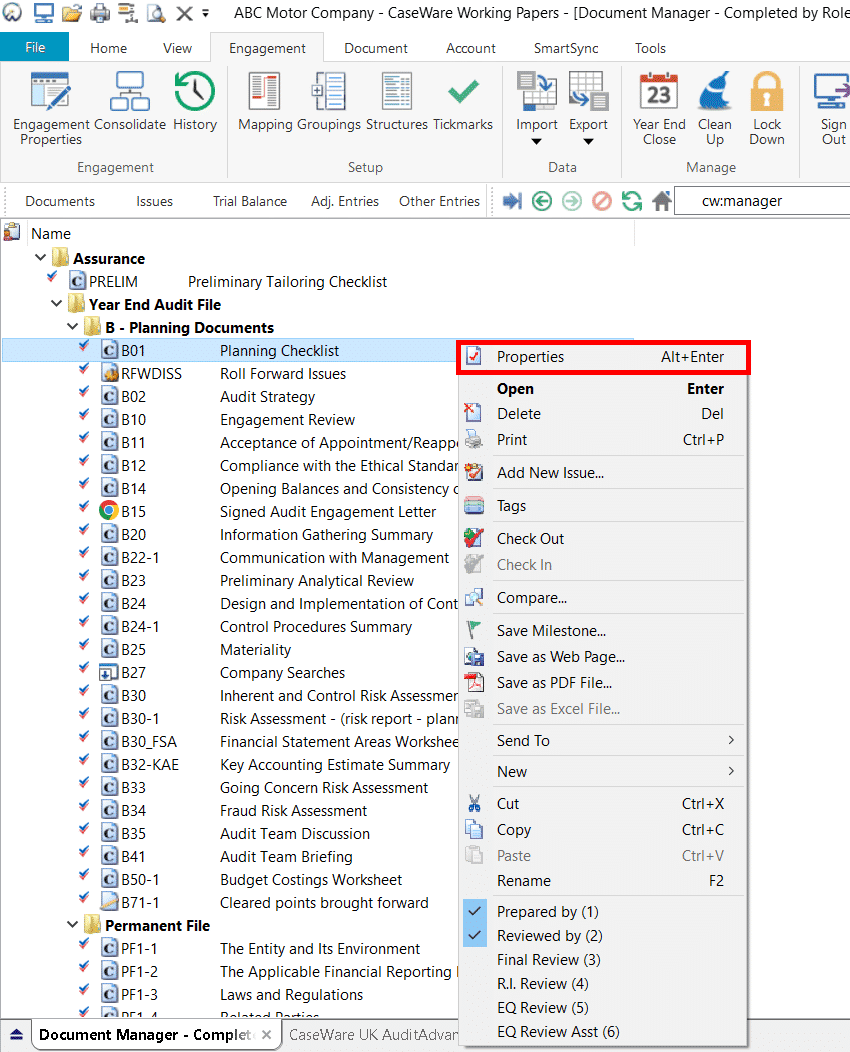 ABC Motor Company - CaseWare Working Papers - [Document Manager - Completed by Role
File Home View Engagement Document Account SmartSync Tools
Engagement Properties Consolidate History Mapping Groupings Structures Tickmarks Import Export 23 Year End Close Clean Up Lock Down Sign Out
Engagement Setup Data Manage
Documents Issues Trial Balance Adj. Entries Other Entries cw:manager
Name
Assurance
PRELIM Preliminary Tailoring Checklist
Year End Audit File
B - Planning Documents
B01 Planning Checklist
RFWDISS Roll Forward Issues
B02 Audit Strategy
B10 Engagement Review
B11 Acceptance of Appointment/Reappo
B12 Compliance with the Ethical Standar
B14 Opening Balances and Consistency o
B15 Signed Audit Engagement Letter
B20 Information Gathering Summary
B22-1 Communication with Management
B23 Preliminary Analytical Review
B24 Design and Implementation of Cont
B24-1 Control Procedures Summary
B25 Materiality
B27 Company Searches
B30 Inherent and Control Risk Assessmen
B30-1 Risk Assessment - (risk report - plann
B30_FSA Financial Statement Areas Workshee
B32-KAE Key Accounting Estimate Summary
B33 Going Concern Risk Assessment
B34 Fraud Risk Assessment
B35 Audit Team Discussion
B41 Audit Team Briefing
B50-1 Budget Costings Worksheet
B71-1 Cleared points brought forward
Permanent File
PF1-1 The Entity and Its Environment
PF1-2 The Applicable Financial Reporting
PF1-3 Laws and Regulations
PF1-4 Related Parties
Properties Alt+Enter
Open Enter
Delete Del
Print Ctrl+P
Add New Issue...
Tags
Check Out
Check In
Compare...
Save Milestone...
Save as Web Page...
Save as PDF File...
Save as Excel File...
Send To
New
Cut Ctrl+X
Copy Ctrl+C
Paste Ctrl+V
Rename F2
Prepared by (1)
Reviewed by (2)
Final Review (3)
R.I. Review (4)
EQ Review (5)
EQ Review Asst (6)
Document Manager - Complet CaseWare UK AuditAdvan